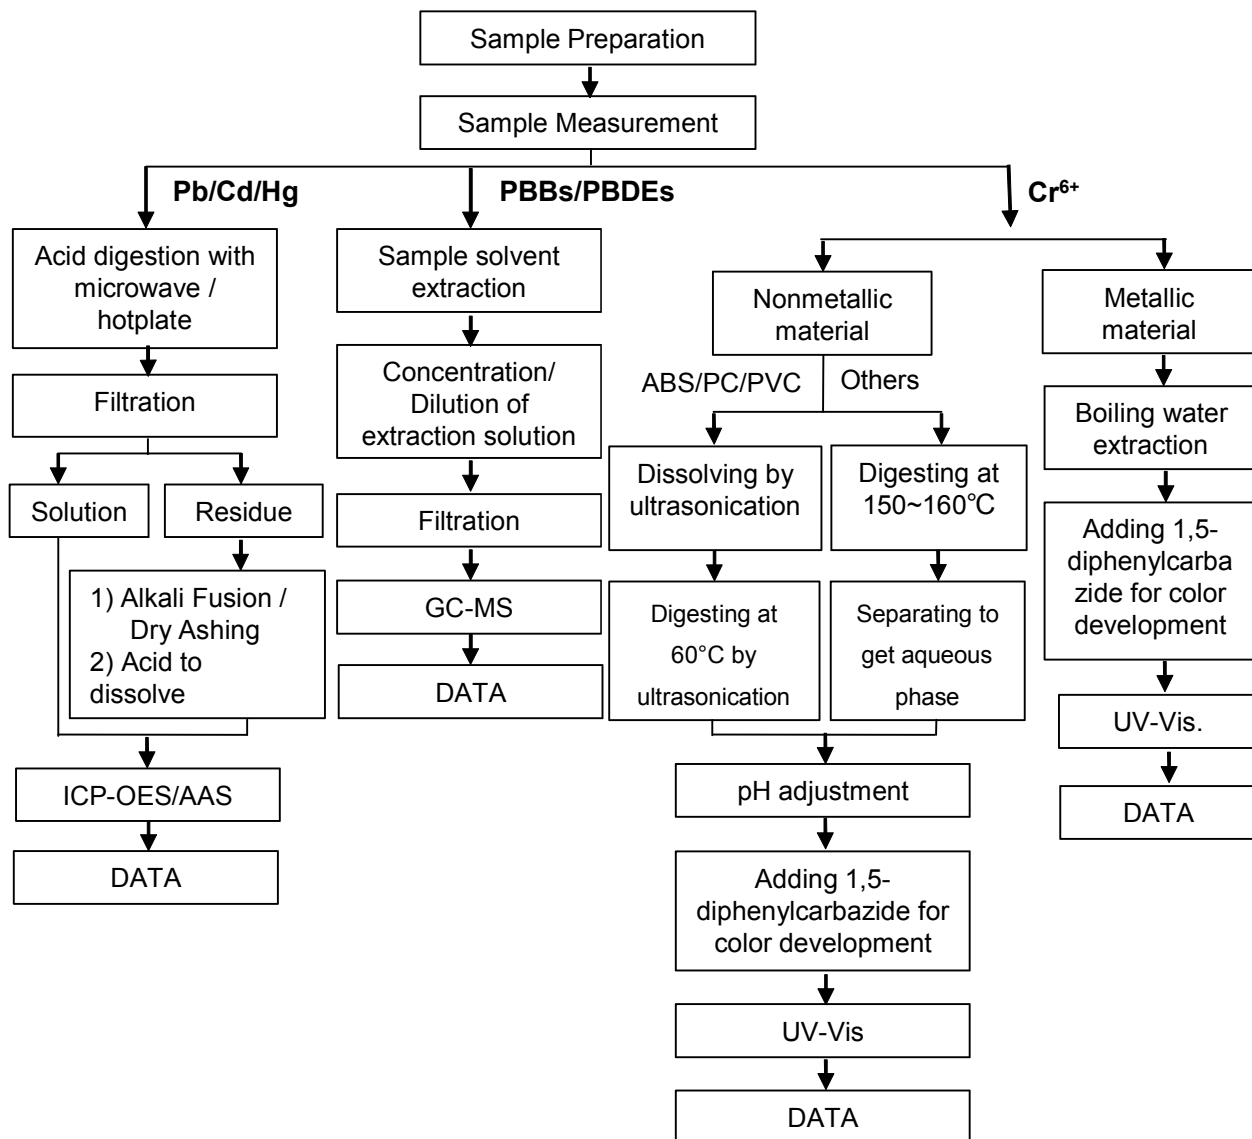 Sample Preparation
Sample Measurement
Pb/Cd/Hg
PBBs/PBDEs
Cr⁶⁺
Acid digestion with
microwave /
hotplate
Filtration
Solution
Residue
1) Alkali Fusion /
Dry Ashing
2) Acid to
dissolve
ICP-OES/AAS
DATA
Sample solvent
extraction
Concentration/
Dilution of
extraction solution
Filtration
GC-MS
DATA
Nonmetallic
material
ABS/PC/PVC
Others
Dissolving by
ultrasonication
Digesting at
60°C by
ultrasonication
Digesting at
150~160℃
Separating to
get aqueous
phase
pH adjustment
Adding 1,5-
diphenylcarbazide for
color development
UV-Vis
DATA
Metallic
material
Boiling water
extraction
Adding 1,5-
diphenylcarba
zide for color
development
UV-Vis.
DATA